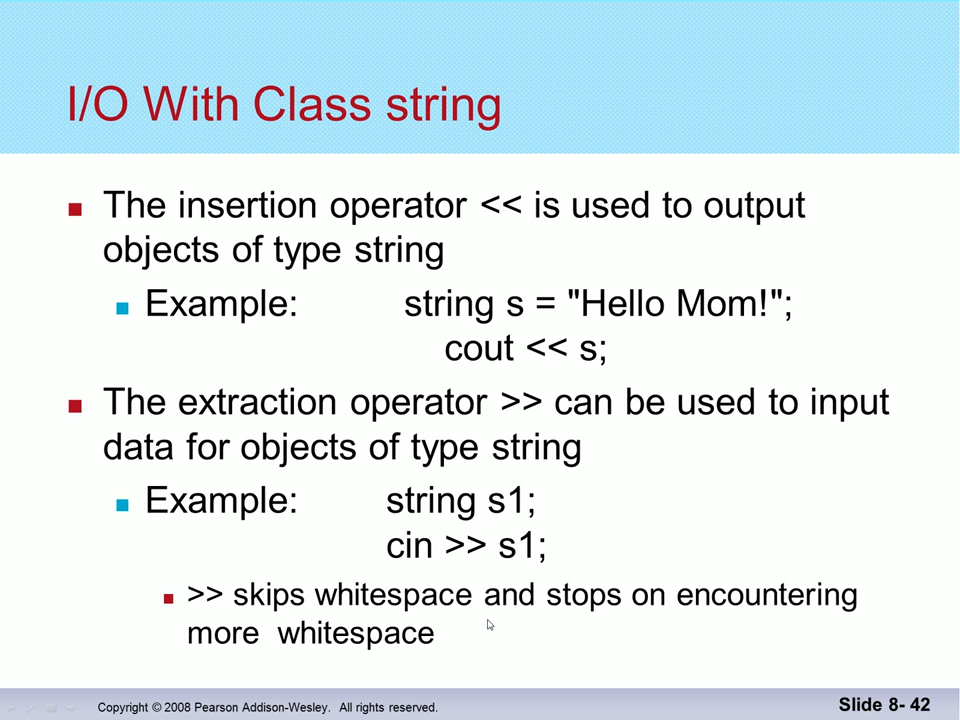 I/O With Class string
The insertion operator << is used to output
objects of type string
Example: string s = "Hello Mom!";
cout << s;
The extraction operator >> can be used to input
data for objects of type string
Example: string s1;
cin >> s1;
>> skips whitespace and stops on encountering
more whitespace
Copyright © 2008 Pearson Addison-Wesley. All rights reserved.
Slide 8- 42